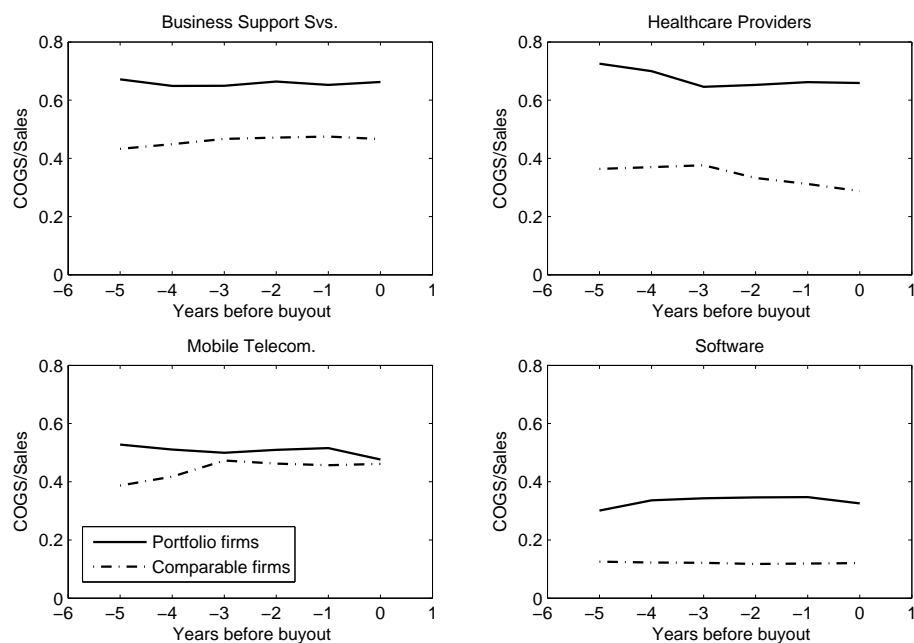 Business Support Svs.
0.8
0.6
0.4
0.2
0
COGS/Sales
−6 −5 −4 −3 −2 −1 0 1
Years before buyout
Healthcare Providers
0.8
0.6
0.4
0.2
0
COGS/Sales
−6 −5 −4 −3 −2 −1 0 1
Years before buyout
Mobile Telecom.
0.8
0.6
0.4
0.2
0
COGS/Sales
Portfolio firms
Comparable firms
−6 −5 −4 −3 −2 −1 0 1
Years before buyout
Software
0.8
0.6
0.4
0.2
0
COGS/Sales
−6 −5 −4 −3 −2 −1 0 1
Years before buyout